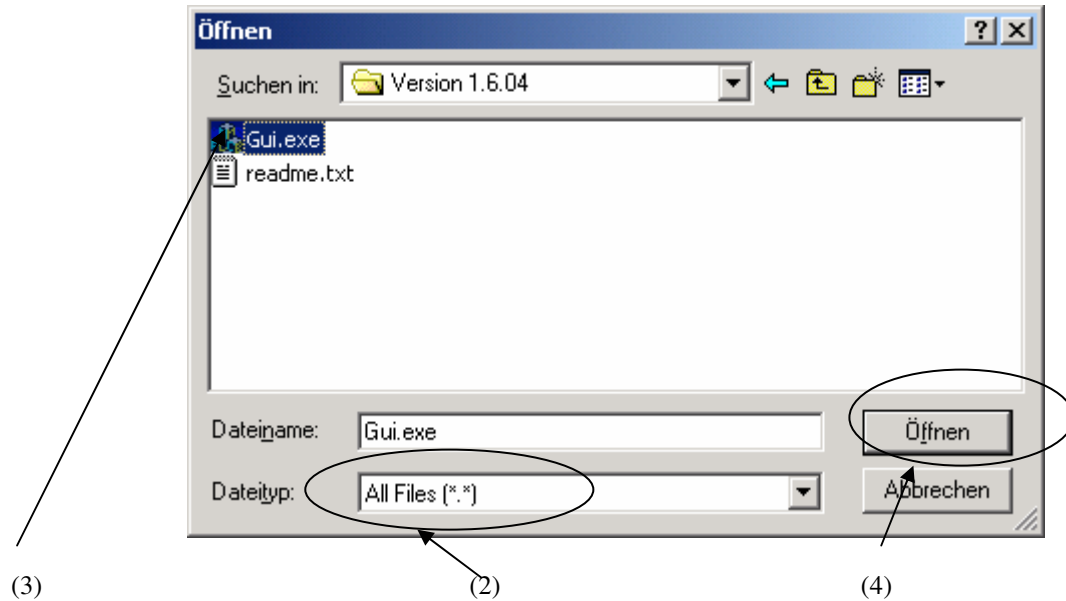 Öffnen
Suchen in: Version 1.6.04
Gui.exe
readme.txt
Dateiname: Gui.exe Öffnen
Dateityp: All Files (*.*) Abbrechen
(3) (2) (4)